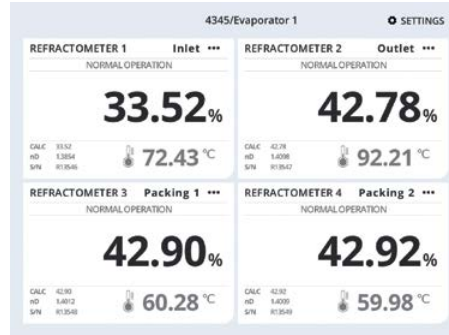 4345/Evaporator 1 SETTINGS
REFRACTOMETER 1 Inlet •••
NORMAL OPERATION
33.52%
CALC 33.52
nD 1.3854
S/N R13546
72.43 °C
REFRACTOMETER 2 Outlet •••
NORMAL OPERATION
42.78%
CALC 42.78
nD 1.4098
S/N R13547
92.21 °C
REFRACTOMETER 3 Packing 1 •••
NORMAL OPERATION
42.90%
CALC 42.90
nD 1.4012
S/N R13548
60.28 °C
REFRACTOMETER 4 Packing 2 •••
NORMAL OPERATION
42.92%
CALC 42.92
nD 1.4009
S/N R13549
59.98 °C